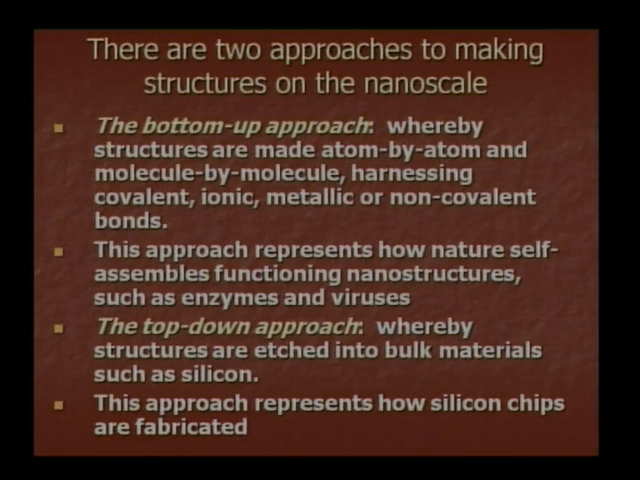 There are two approaches to making
structures on the nanoscale
The bottom-up approach: whereby
structures are made atom-by-atom and
molecule-by-molecule, harnessing
covalent, ionic, metallic or non-covalent
bonds.
This approach represents how nature self-
assembles functioning nanostructures,
such as enzymes and viruses
The top-down approach: whereby
structures are etched into bulk materials
such as silicon.
This approach represents how silicon chips
are fabricated